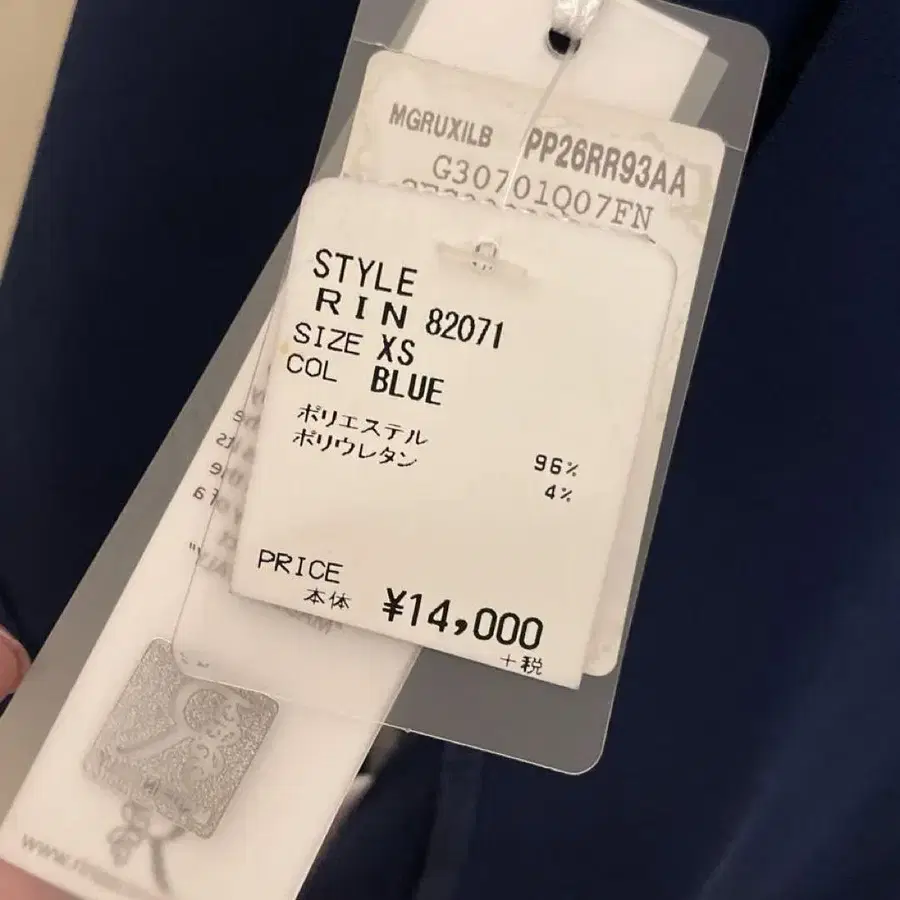 MGRUXILB PP26RR93AA
G30701Q07FN
STYLE
RIN 82071
SIZE XS
COL BLUE
ポリエステル 96%
ポリウレタン 4%
PRICE
本体 ¥14,000
+税